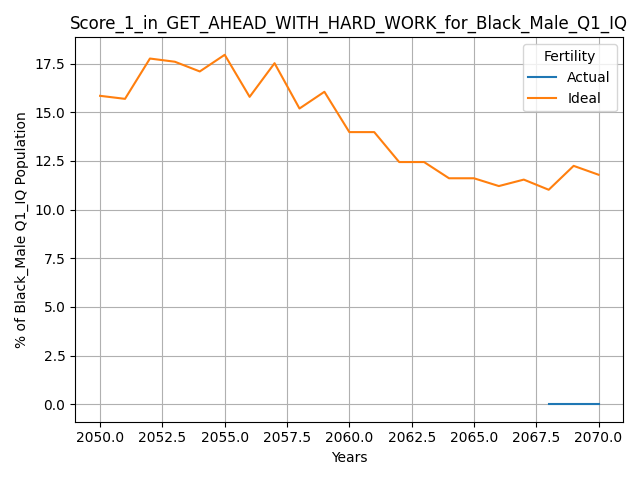 Score_1_in_GET_AHEAD_WITH_HARD_WORK_for_Black_Male_Q1_IQ
Fertility
Actual
Ideal
% of Black_Male Q1_IQ Population
17.5
15.0
12.5
10.0
7.5
5.0
2.5
0.0
2050.0 2052.5 2055.0 2057.5 2060.0 2062.5 2065.0 2067.5 2070.0
Years